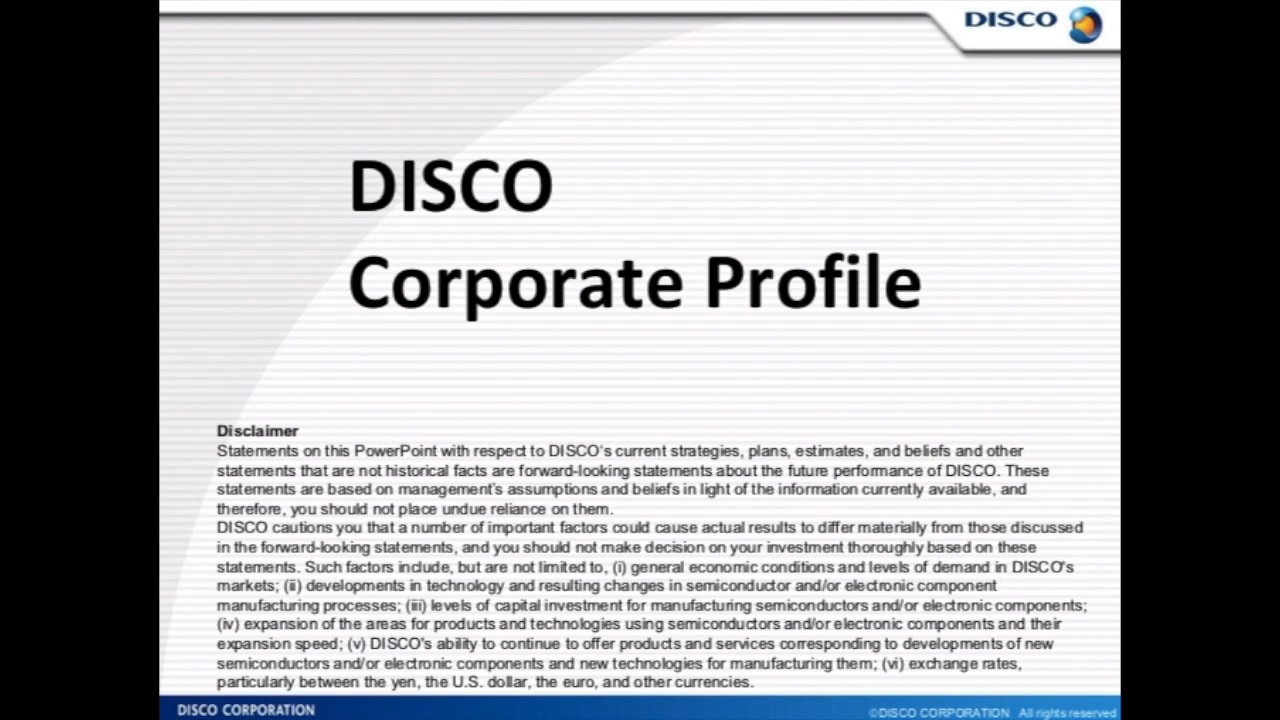 DISCO
DISCO
Corporate Profile
Disclaimer
Statements on this PowerPoint with respect to DISCO's current strategies, plans, estimates, and beliefs and other
statements that are not historical facts are forward-looking statements about the future performance of DISCO. These
statements are based on management's assumptions and beliefs in light of the information currently available, and
therefore, you should not place undue reliance on them.
DISCO cautions you that a number of important factors could cause actual results to differ materially from those discussed
in the forward-looking statements, and you should not make decision on your investment thoroughly based on these
statements. Such factors include, but are not limited to, (i) general economic conditions and levels of demand in DISCO's
markets; (ii) developments in technology and resulting changes in semiconductor and/or electronic component
manufacturing processes; (iii) levels of capital investment for manufacturing semiconductors and/or electronic components;
(iv) expansion of the areas for products and technologies using semiconductors and/or electronic components and their
expansion speed; (v) DISCO's ability to continue to offer products and services corresponding to developments of new
semiconductors and/or electronic components and new technologies for manufacturing them; (vi) exchange rates,
particularly between the yen, the U.S. dollar, the euro, and other currencies.
DISCO CORPORATION
©DISCO CORPORATION All rights reserved